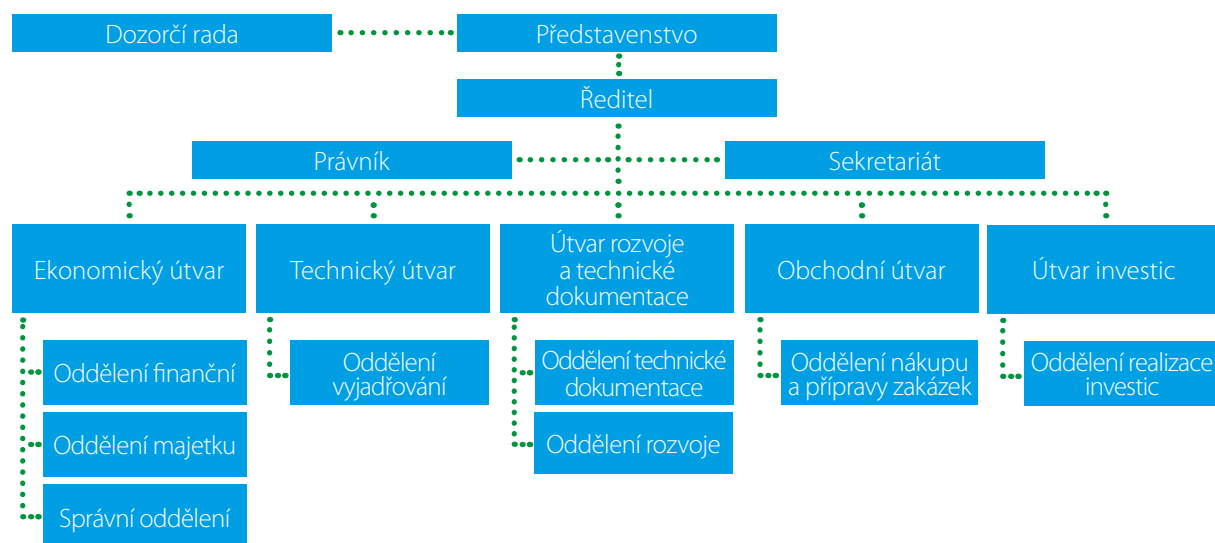 Dozorčí rada
Představenstvo
Ředitel
Právník
Sekretariát
Ekonomický útvar
Technický útvar
Útvar rozvoje
a technické
dokumentace
Obchodní útvar
Útvar investic
Oddělení finanční
Oddělení
vyjadřování
Oddělení technické
dokumentace
Oddělení nákupu
a přípravy zakázek
Oddělení realizace
investic
Oddělení majetku
Oddělení rozvoje
Správní oddělení